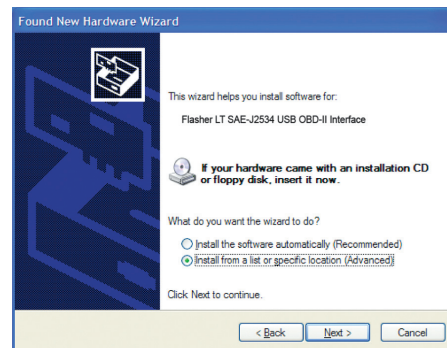 Found New Hardware Wizard
This wizard helps you install software for:
Flasher LT SAE-J2534 USB OBD-II Interface
If your hardware came with an installation CD
or floppy disk, insert it now.
What do you want the wizard to do?
Install the software automatically (Recommended)
Install from a list or specific location (Advanced)
Click Next to continue.
< Back Next > Cancel